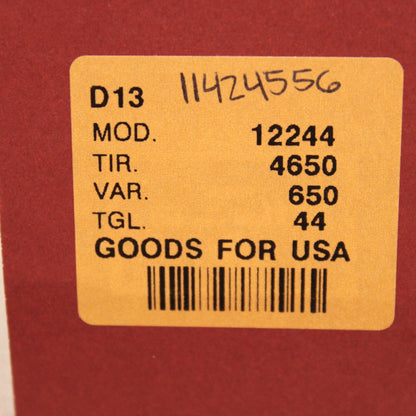 D13 11424556
MOD. 12244
TIR. 4650
VAR. 650
TGL. 44
GOODS FOR USA